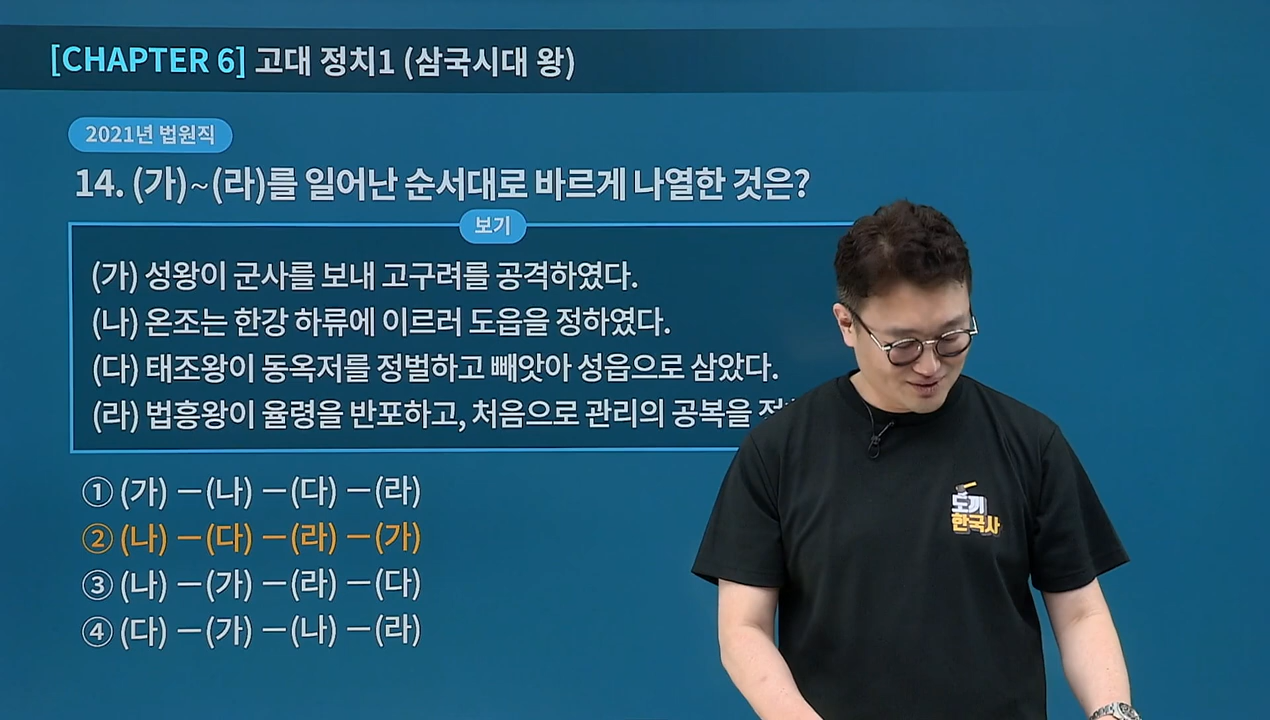 [CHAPTER 6] 고대 정치1 (삼국시대 왕)
2021년 법원직
14. (가)~(라)를 일어난 순서대로 바르게 나열한 것은?
보기
(가) 성왕이 군사를 보내 고구려를 공격하였다.
(나) 온조는 한강 하류에 이르러 도읍을 정하였다.
(다) 태조왕이 동옥저를 정벌하고 빼앗아 성읍으로 삼았다.
(라) 법흥왕이 율령을 반포하고, 처음으로 관리의 공복을
① (가) –(나) –(다) –(라)
② (나) –(다) –(라) –(가)
③ (나) –(가) –(라) –(다)
④ (다) –(가) –(나) –(라)
도끼
한국사